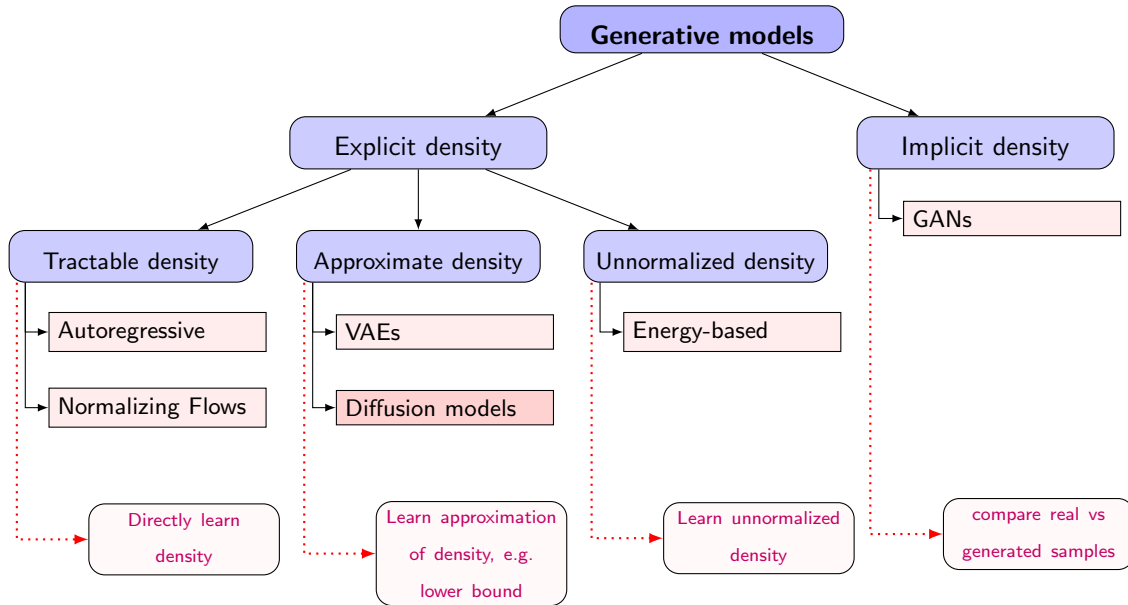 Generative models
Explicit density
Implicit density
GANs
Tractable density
Approximate density
Unnormalized density
Autoregressive
VAEs
Energy-based
Normalizing Flows
Diffusion models
Directly learn
density
Learn approximation
of density, e.g.
lower bound
Learn unnormalized
density
compare real vs
generated samples